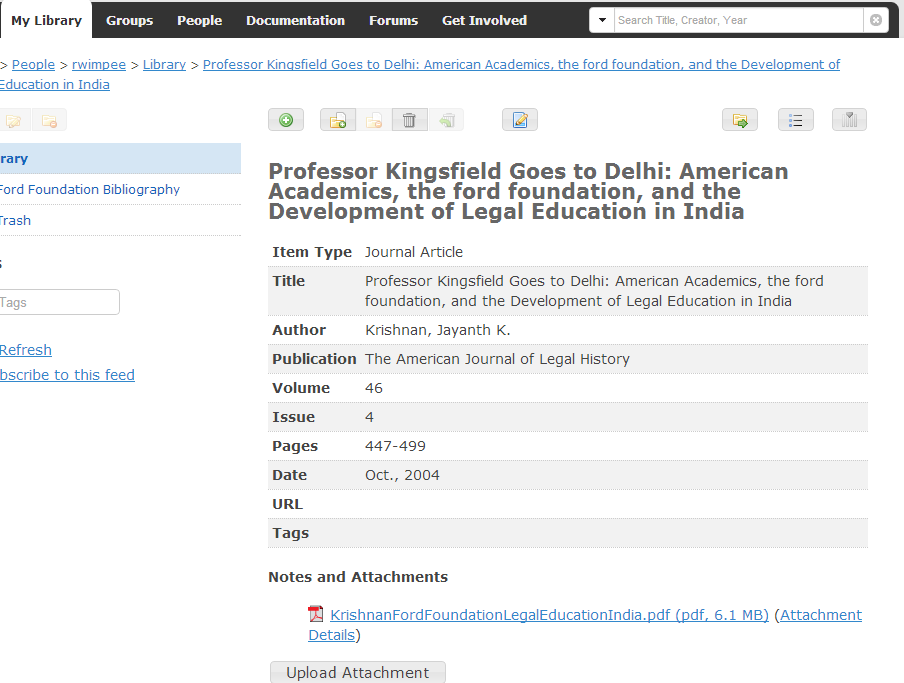 My Library Groups People Documentation Forums Get Involved Search Title, Creator, Year
> People > rwimpee > Library > Professor Kingsfield Goes to Delhi: American Academics, the ford foundation, and the Development of
Education in India
rary
Ford Foundation Bibliography
Trash
s
Tags
Refresh
bscribe to this feed
Professor Kingsfield Goes to Delhi: American
Academics, the ford foundation, and the
Development of Legal Education in India
Item Type Journal Article
Title Professor Kingsfield Goes to Delhi: American Academics, the ford
foundation, and the Development of Legal Education in India
Author Krishnan, Jayanth K.
Publication The American Journal of Legal History
Volume 46
Issue 4
Pages 447-499
Date Oct., 2004
URL
Tags
Notes and Attachments
KrishnanFordFoundationLegalEducationIndia.pdf (pdf, 6.1 MB) (Attachment
Details)
Upload Attachment